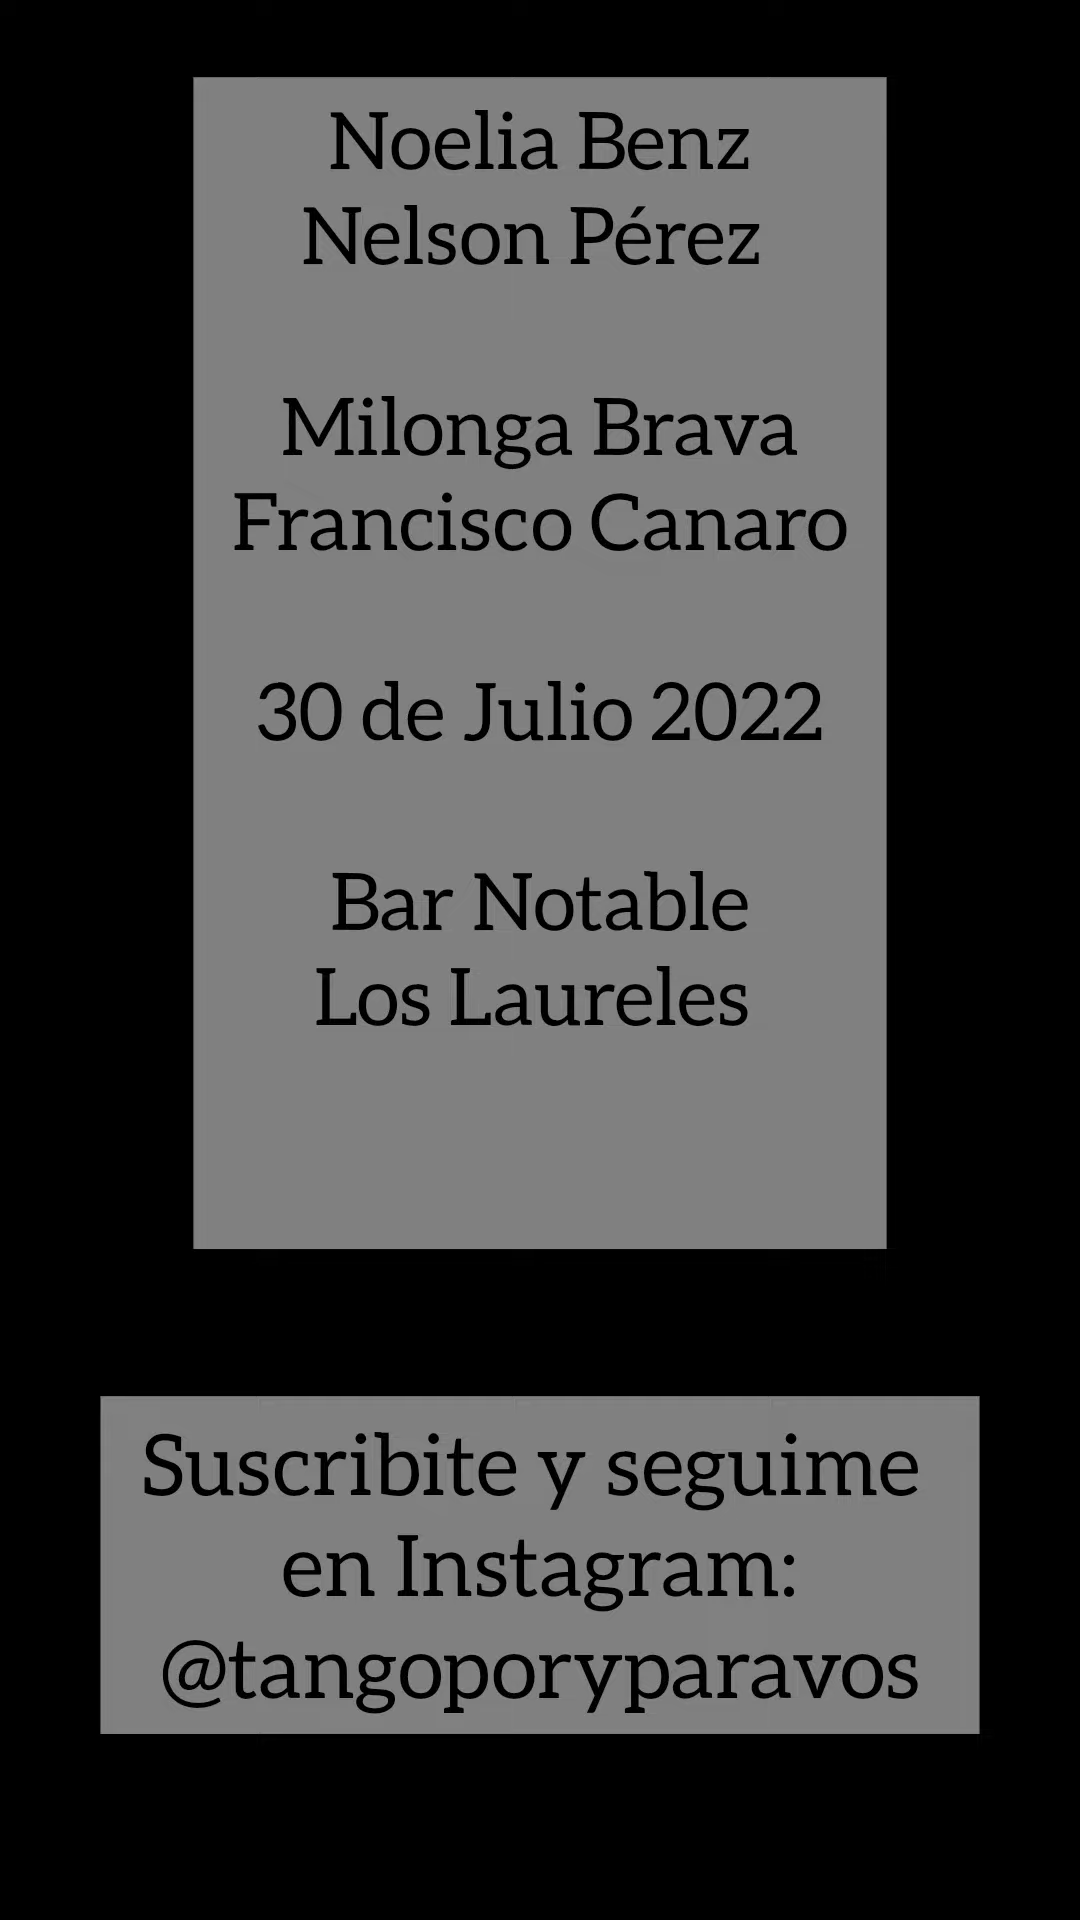 Noelia Benz
Nelson Pérez
Milonga Brava
Francisco Canaro
30 de Julio 2022
Bar Notable
Los Laureles
Suscribite y seguime
en Instagram:
@tangoporyparavos